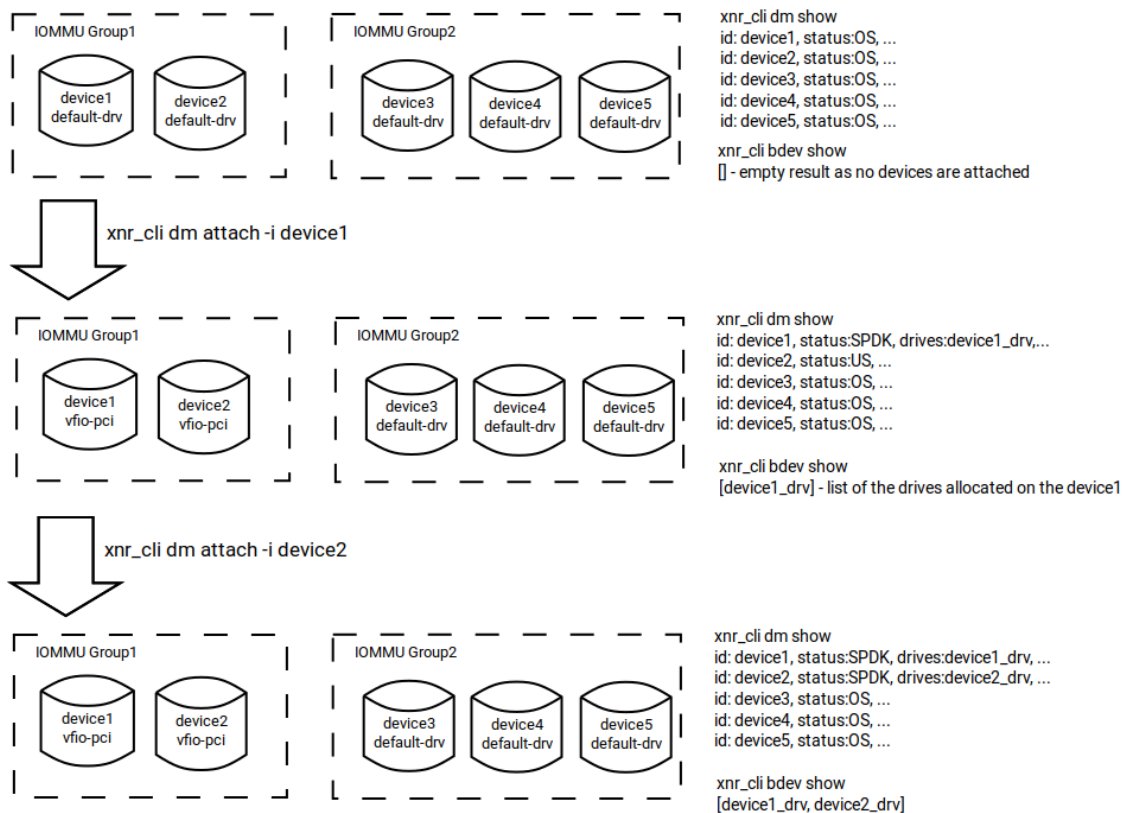 IOMMU Group1
device1
default-drv
device2
default-drv
IOMMU Group2
device3
default-drv
device4
default-drv
device5
default-drv
xnr_cli dm show
id: device1, status:OS, ...
id: device2, status:OS, ...
id: device3, status:OS, ...
id: device4, status:OS, ...
id: device5, status:OS, ...
xnr_cli bdev show
[] - empty result as no devices are attached
xnr_cli dm attach -i device1
IOMMU Group1
device1
vfio-pci
device2
vfio-pci
IOMMU Group2
device3
default-drv
device4
default-drv
device5
default-drv
xnr_cli dm show
id: device1, status:SPDK, drives:device1_drv,...
id: device2, status:US, ...
id: device3, status:OS, ...
id: device4, status:OS, ...
id: device5, status:OS, ...
xnr_cli bdev show
[device1_drv] - list of the drives allocated on the device1
xnr_cli dm attach -i device2
IOMMU Group1
device1
vfio-pci
device2
vfio-pci
IOMMU Group2
device3
default-drv
device4
default-drv
device5
default-drv
xnr_cli dm show
id: device1, status:SPDK, drives:device1_drv, ...
id: device2, status:SPDK, drives:device2_drv, ...
id: device3, status:OS, ...
id: device4, status:OS, ...
id: device5, status:OS, ...
xnr_cli bdev show
[device1_drv, device2_drv]